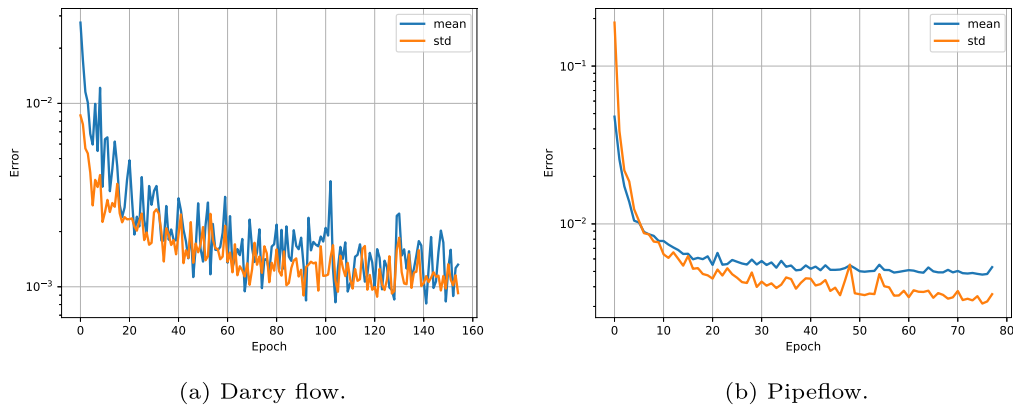 mean
std
10⁻²
10⁻³
Error
0 20 40 60 80 100 120 140 160
Epoch
(a) Darcy flow.
mean
std
10⁻¹
10⁻²
Error
0 10 20 30 40 50 60 70 80
Epoch
(b) Pipeflow.